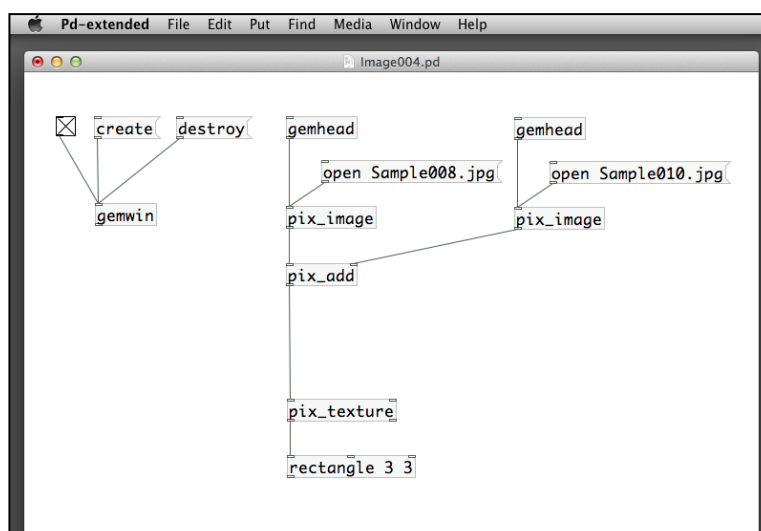 Pd-extended File Edit Put Find Media Window Help
Image004.pd
create destroy gemhead gemhead
open Sample008.jpg open Sample010.jpg
gemwin pix_image pix_image
pix_add
pix_texture
rectangle 3 3